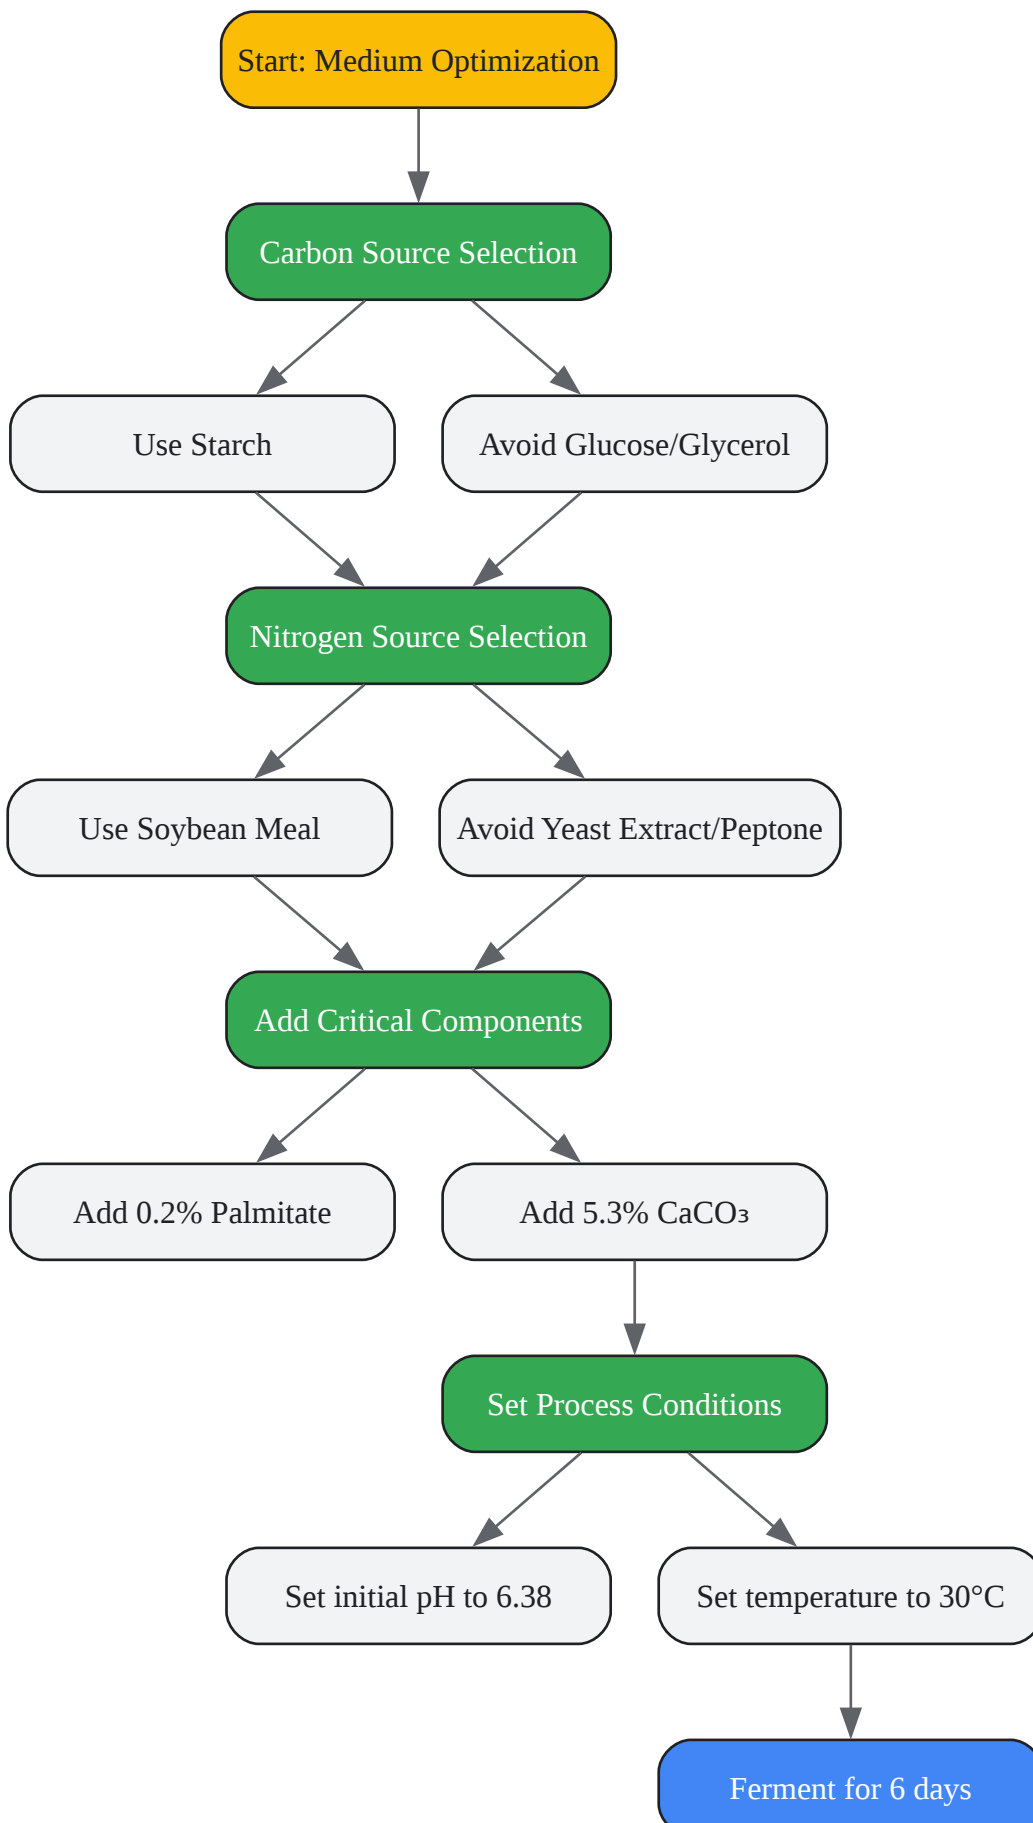 Start: Medium Optimization
Carbon Source Selection
Use Starch
Avoid Glucose/Glycerol
Nitrogen Source Selection
Use Soybean Meal
Avoid Yeast Extract/Peptone
Add Critical Components
Add 0.2% Palmitate
Add 5.3% CaCO₃
Set Process Conditions
Set initial pH to 6.38
Set temperature to 30°C
Ferment for 6 days